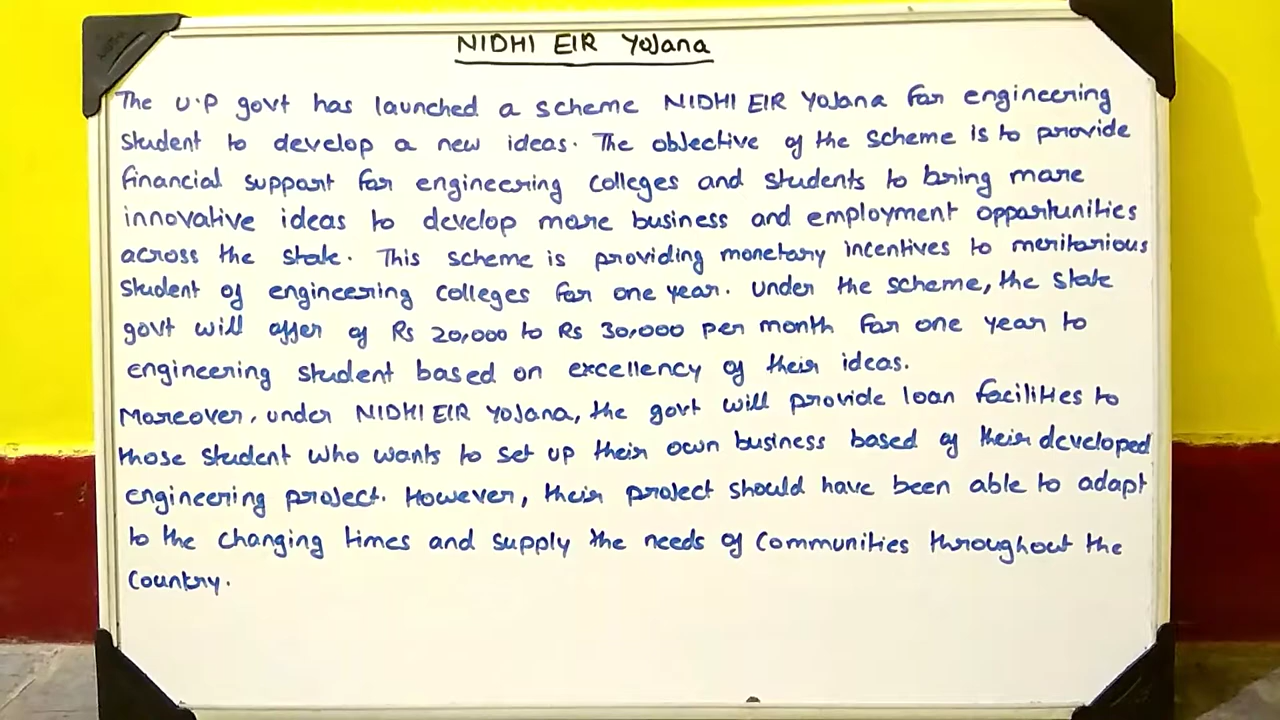 NIDHI EIR Yojana
The U.P govt has launched a scheme NIDHI EIR Yojana for engineering
student to develop a new ideas. The objective of the scheme is to provide
financial support for engineering colleges and students to bring more
innovative ideas to develop more business and employment opportunities
across the state. This scheme is providing monetary incentives to meritorious
student of engineering colleges for one year. Under the scheme, the state
govt will offer of Rs 20,000 to Rs 30,000 per month for one year to
engineering student based on excellency of their ideas.
Moreover, under NIDHI EIR Yojana, the govt will provide loan facilities to
those student who wants to set up their own business based of their developed
engineering project. However, their project should have been able to adapt
to the changing times and supply the needs of communities throughout the
country.